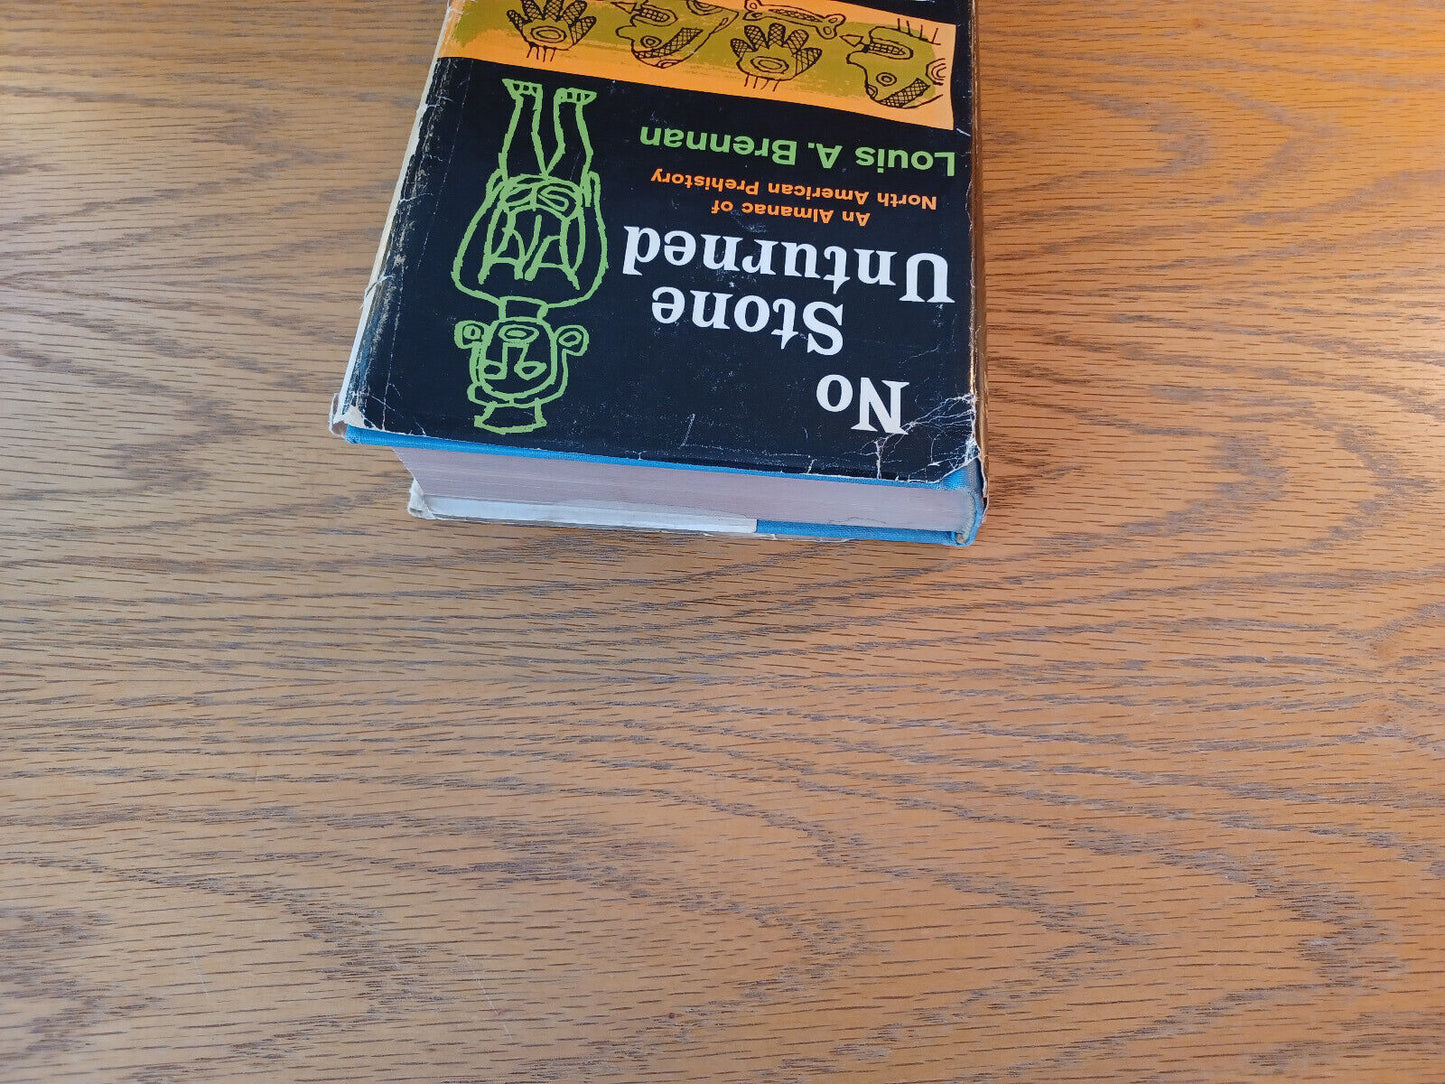 No
Stone
Unturned
An Almanac of
North American Prehistory
Louis A. Brennan